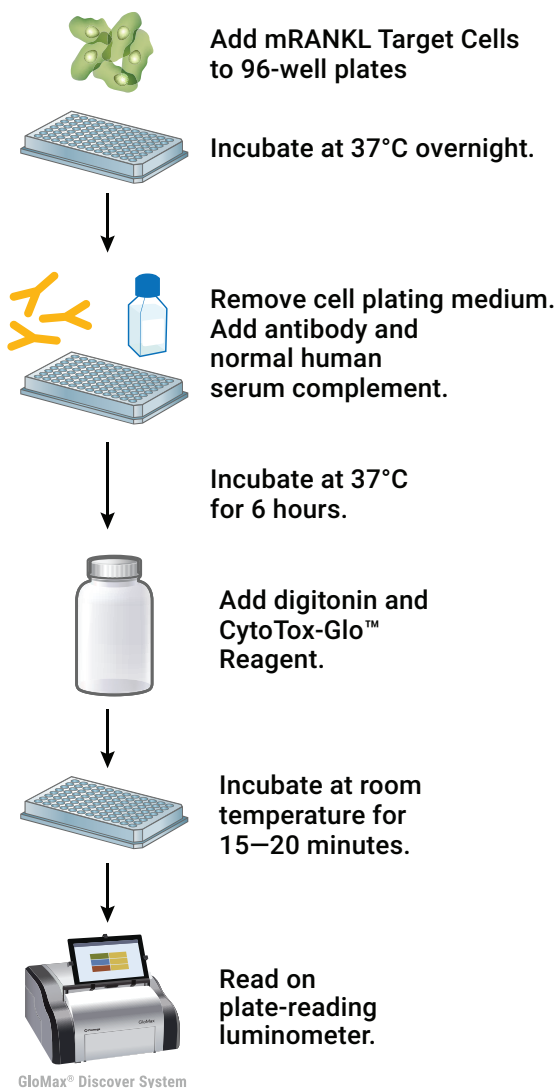 Add mRANKL Target Cells
to 96-well plates
Incubate at 37°C overnight.
Remove cell plating medium.
Add antibody and
normal human
serum complement.
Incubate at 37°C
for 6 hours.
Add digitonin and
CytoTox-Glo™
Reagent.
Incubate at room
temperature for
15—20 minutes.
Read on
plate-reading
luminometer.
GloMax
GloMax® Discover System